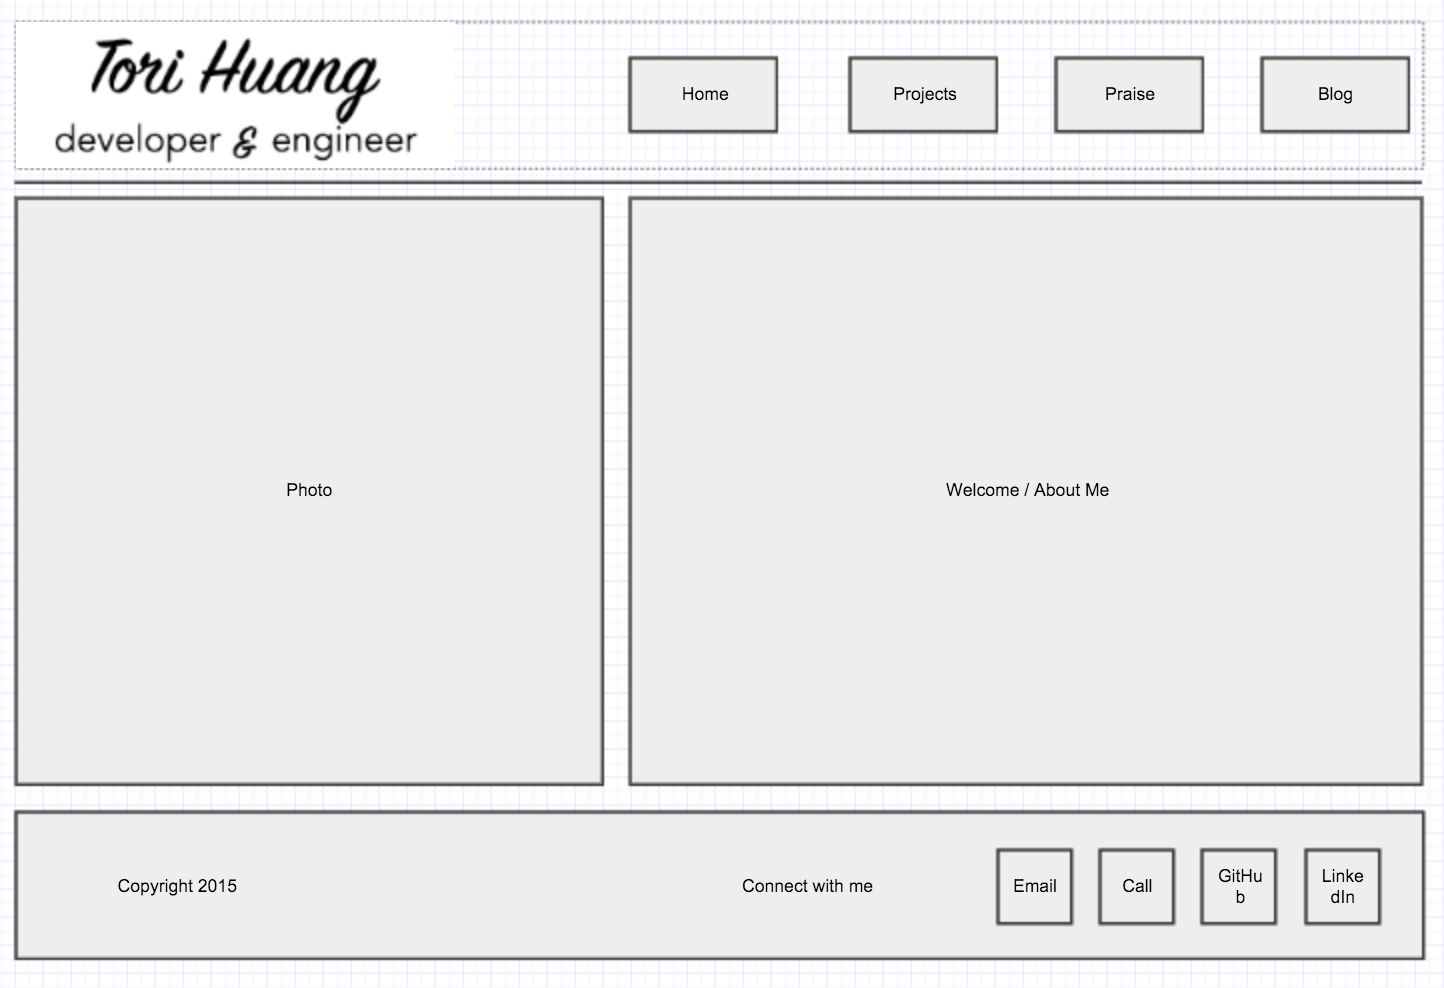 Tori Huang
developer & engineer
Home
Projects
Praise
Blog
Photo
Welcome / About Me
Copyright 2015
Connect with me
Email
Call
GitHu
b
Linke
dIn